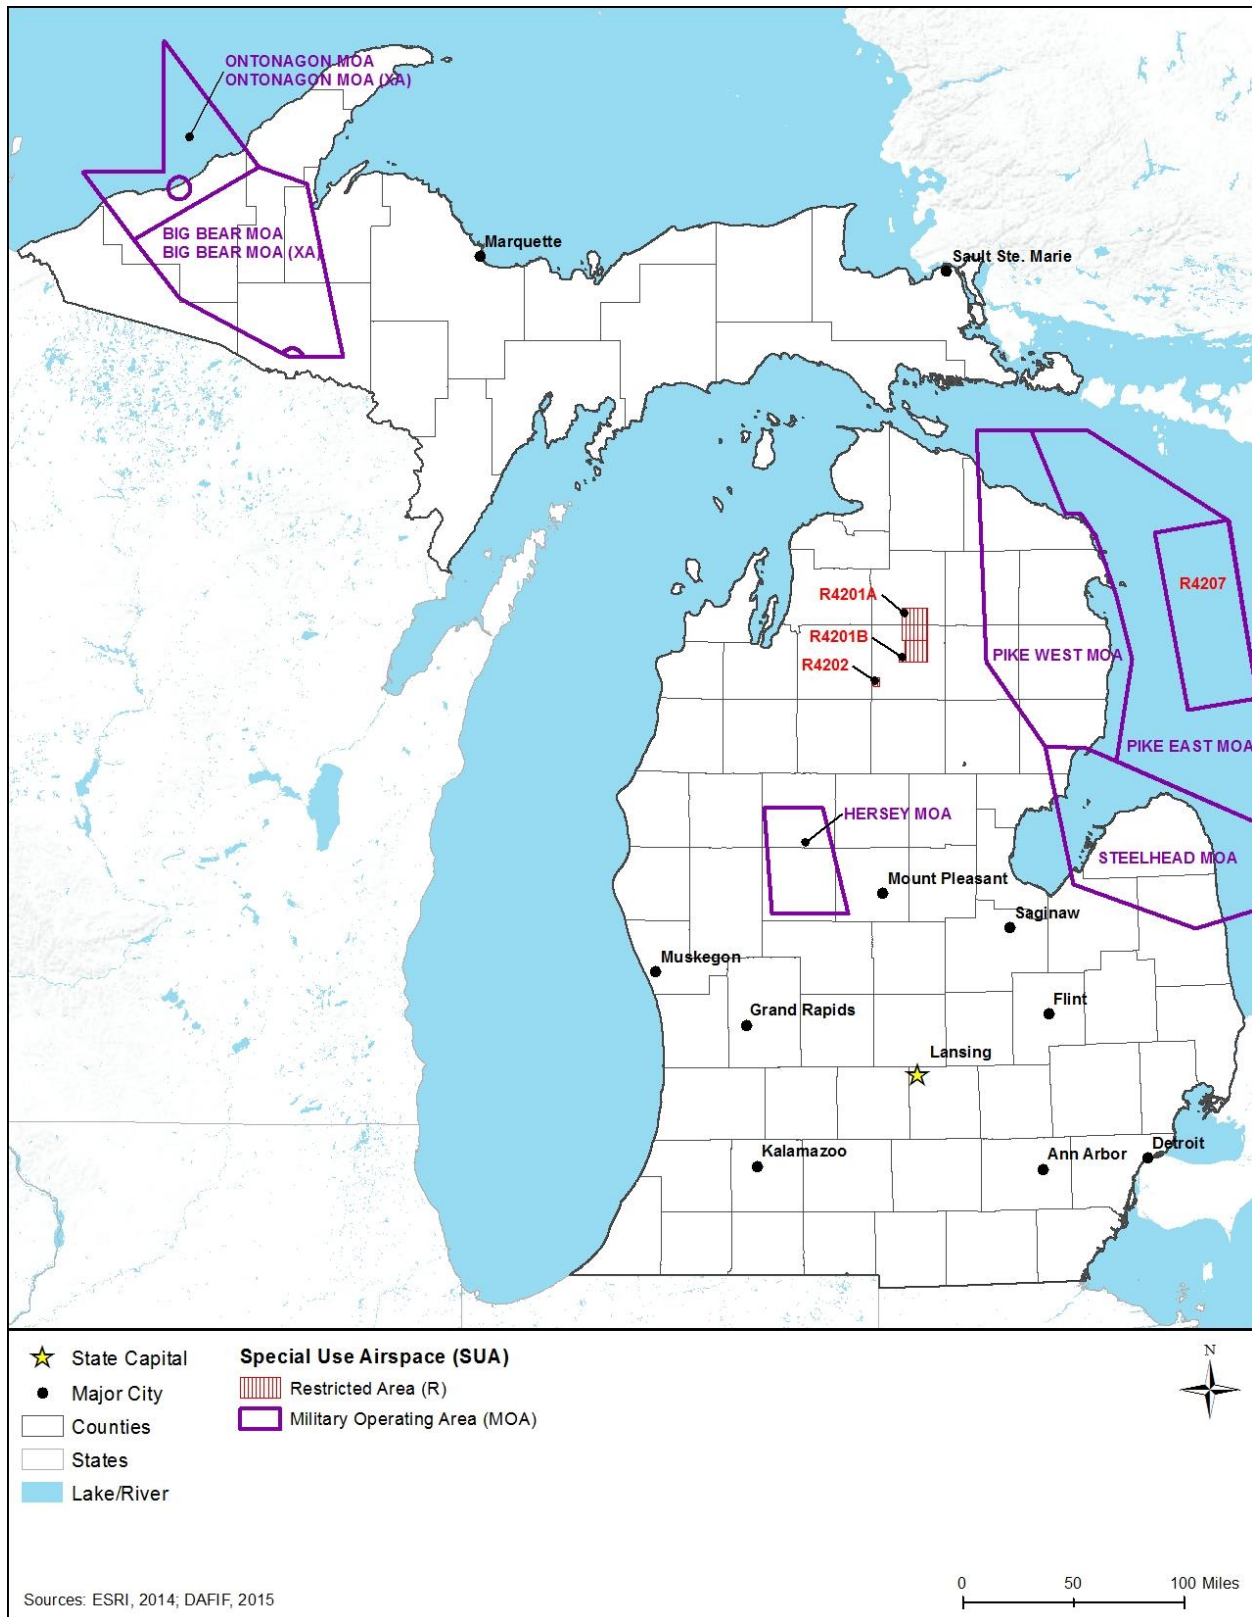 ONTONAGON MOA
ONTONAGON MOA (XA)
BIG BEAR MOA
BIG BEAR MOA (XA)
Marquette
Sault Ste. Marie
R4207
R4201A
R4201B
R4202
PIKE WEST MOA
PIKE EAST MOA
HERSEY MOA
STEELHEAD MOA
Mount Pleasant
Saginaw
Muskegon
Flint
Grand Rapids
Lansing
Kalamazoo
Ann Arbor
Detroit
State Capital
Major City
Counties
States
Lake/River
Special Use Airspace (SUA)
Restricted Area (R)
Military Operating Area (MOA)
N
Sources: ESRI, 2014; DAFIF, 2015
0 50 100 Miles